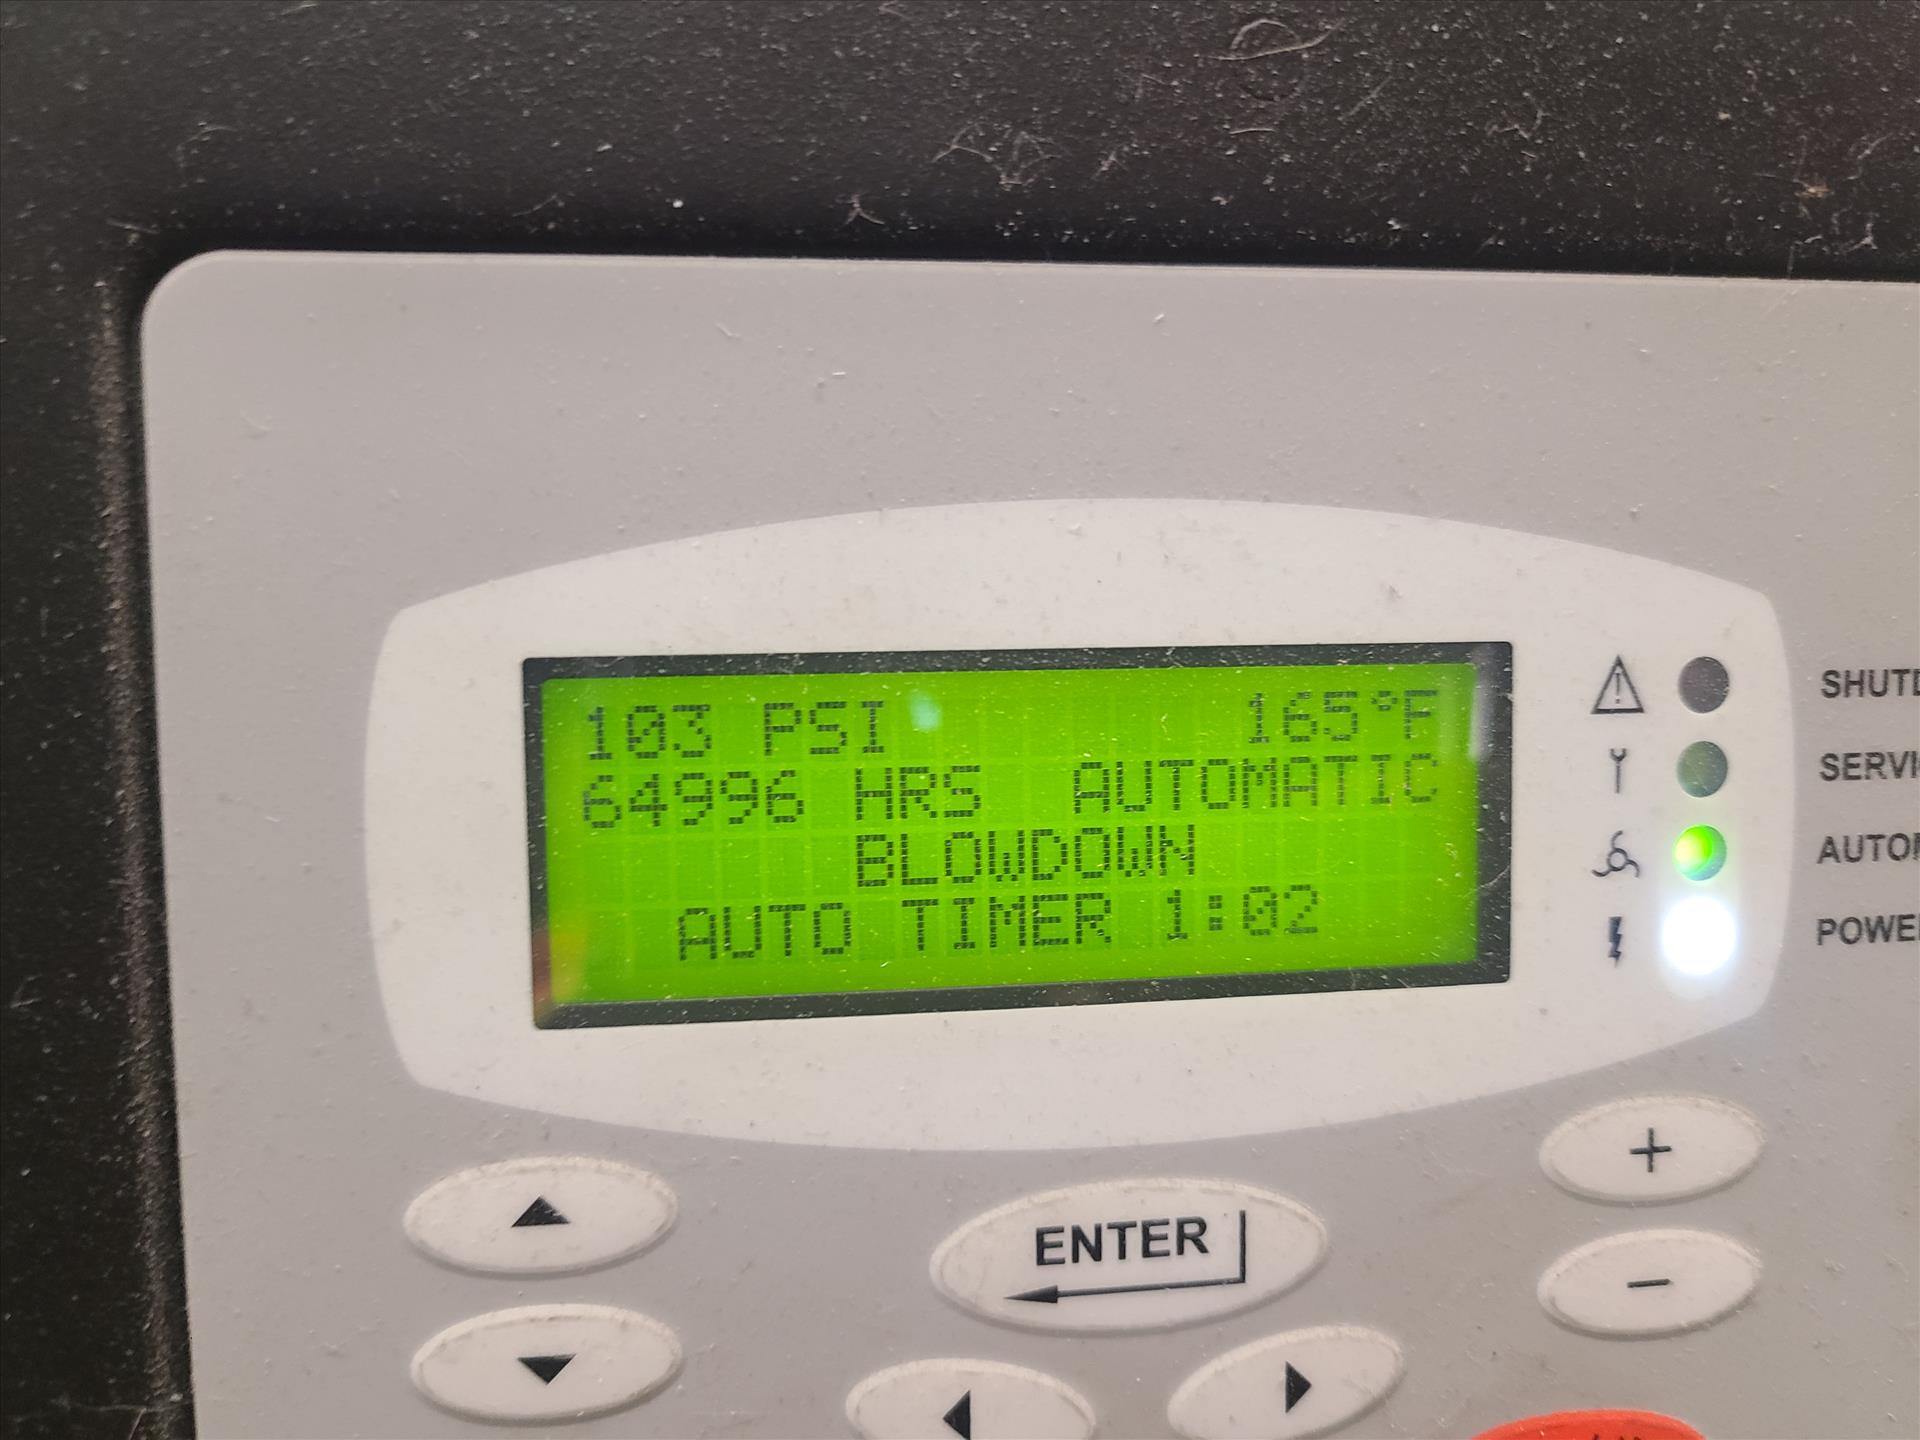 103 PSI 165°F
64996 HRS AUTOMATIC
BLOWDOWN
AUTO TIMER 1:02
ENTER
+
-